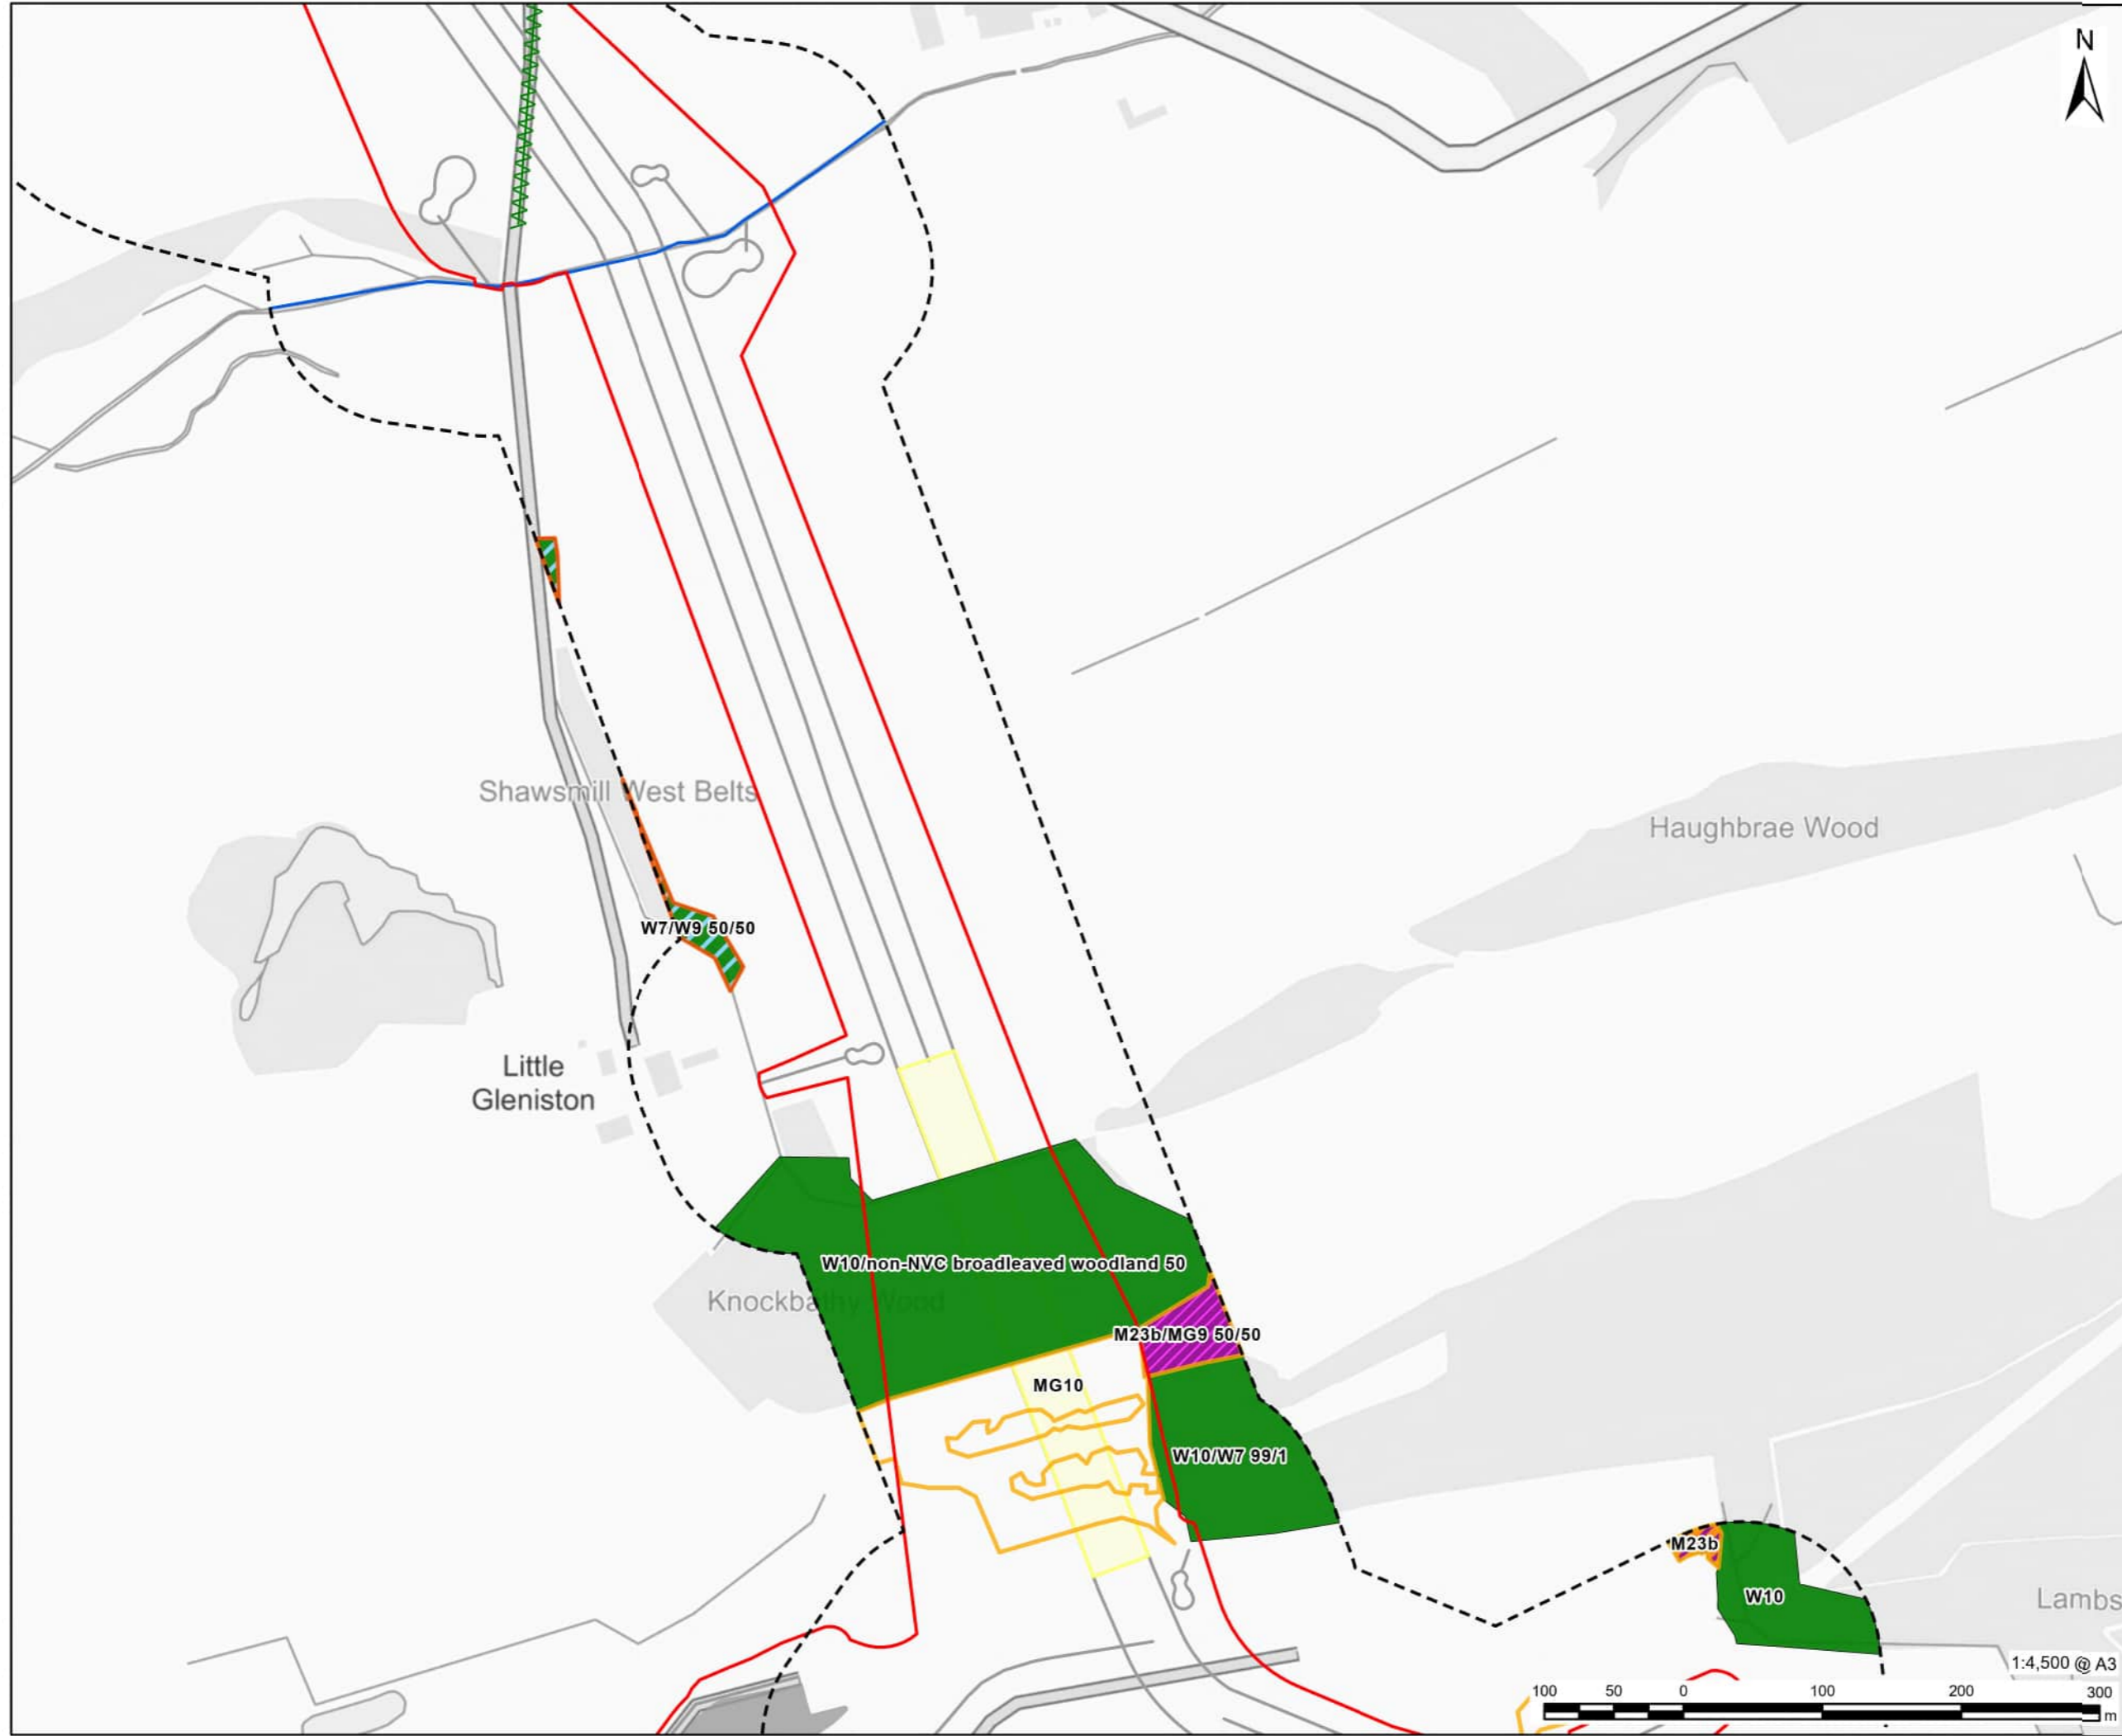 N
Shawsmill West Belts
Haughbrae Wood
W7/W9 50/50
Little
Gleniston
W10/non-NVC broadleaved woodland 50
Knockbathy Wood
M23b/MG9 50/50
MG10
W10/W7 99/1
M23b
W10
Lambs
1:4,500 @ A3
100 50 0 100 200 300
m